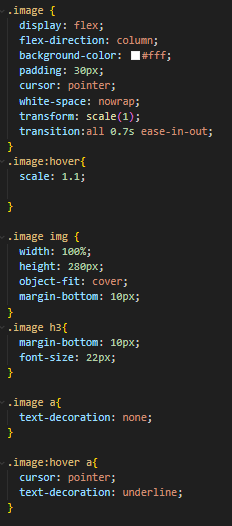 .image {
display: flex;
flex-direction: column;
background-color: #fff;
padding: 30px;
cursor: pointer;
white-space: nowrap;
transform: scale(1);
transition:all 0.7s ease-in-out;
}
.image:hover{
scale: 1.1;
}
.image img {
width: 100%;
height: 280px;
object-fit: cover;
margin-bottom: 10px;
}
.image h3{
margin-bottom: 10px;
font-size: 22px;
}
.image a{
text-decoration: none;
}
.image:hover a{
cursor: pointer;
text-decoration: underline;
}